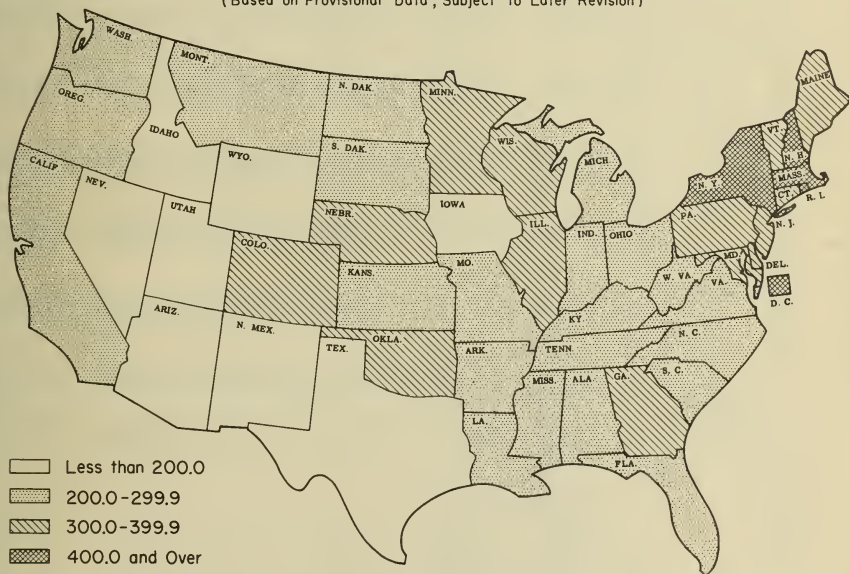 (Based on Provisional Data, Subject To Later Revision)
WASH.
OREG.
CALIF
NEV.
IDAHO
MONT.
WYO.
UTAH
ARIZ.
N. MEX.
COLO.
N. DAK.
S. DAK.
NEBR.
KANS.
OKLA.
TEX.
MINN.
IOWA
MO.
ARK.
LA.
WIS.
ILL.
MICH
IND.
OHIO
KY
TENN.
MISS.
ALA.
GA.
FLA.
S. C.
N. C.
VA.
W. VA.
MD.
DEL.
D. C.
PA.
N. J.
N. Y.
CT.
R. I.
MASS.
VT.
N. H.
MAINE
Less than 200.0
200.0-299.9
300.0-399.9
400.0 and Over